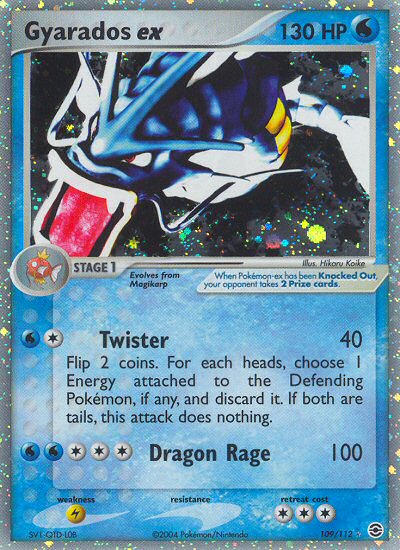 Gyarados ex 130 HP
Illus. Hikaru Koike
STAGE 1
Evolves from
Magikarp
When Pokémon-ex has been Knocked Out,
your opponent takes 2 Prize cards.
Twister 40
Flip 2 coins. For each heads, choose 1
Energy attached to the Defending
Pokémon, if any, and discard it. If both are
tails, this attack does nothing.
Dragon Rage 100
weakness resistance retreat cost
SV1-QTD-L0B ©2004 Pokémon/Nintendo 109/112